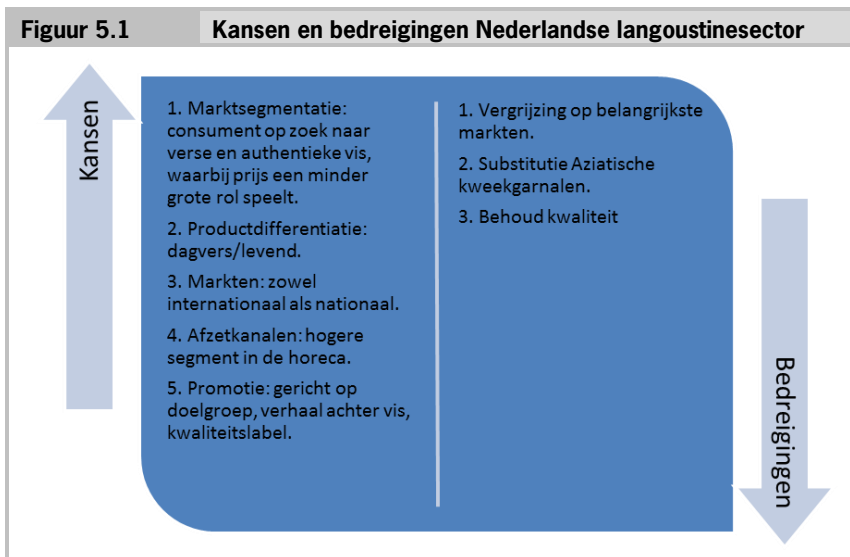 Figuur 5.1 Kansen en bedreigingen Nederlandse langoustinesector
Kansen
1. Marktsegmentatie:
consument op zoek naar
verse en authentieke vis,
waarbij prijs een minder
grote rol speelt.
2. Productdifferentiatie:
dagvers/levend.
3. Markten: zowel
internationaal als nationaal.
4. Afzetkanalen: hogere
segment in de horeca.
5. Promotie: gericht op
doelgroep, verhaal achter vis,
kwaliteitslabel.
1. Vergrijzing op belangrijkste
markten.
2. Substitutie Aziatische
kweekgarnalen.
3. Behoud kwaliteit
Bedreigingen